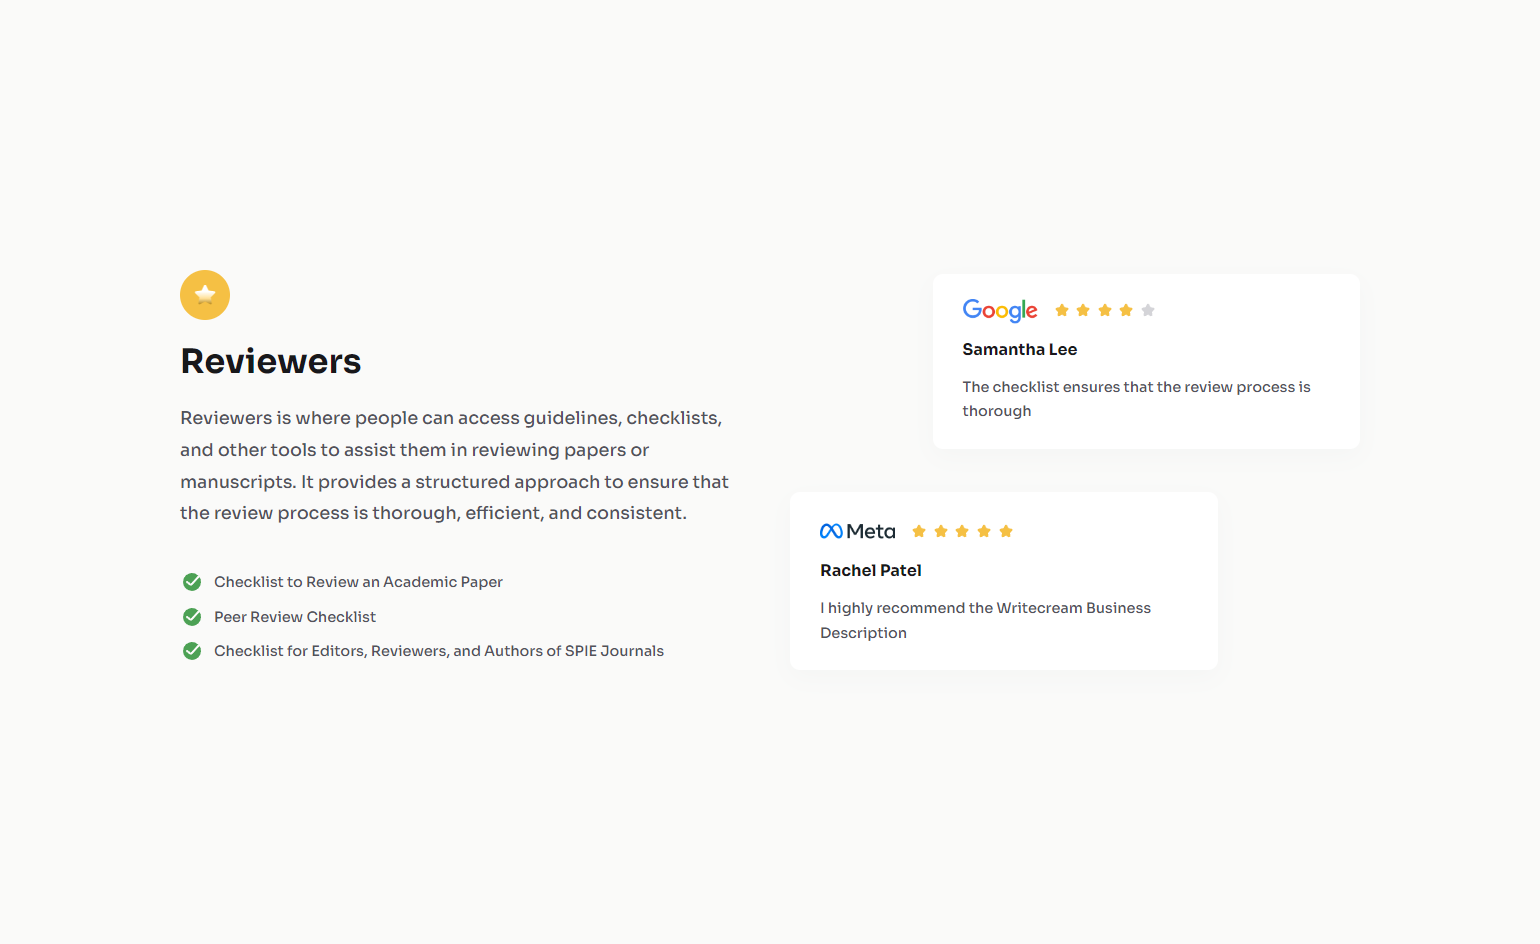 Reviewers
Reviewers is where people can access guidelines, checklists,
and other tools to assist them in reviewing papers or
manuscripts. It provides a structured approach to ensure that
the review process is thorough, efficient, and consistent.
Checklist to Review an Academic Paper
Peer Review Checklist
Checklist for Editors, Reviewers, and Authors of SPIE Journals
Google
Samantha Lee
The checklist ensures that the review process is
thorough
Meta
Rachel Patel
I highly recommend the Writecream Business
Description